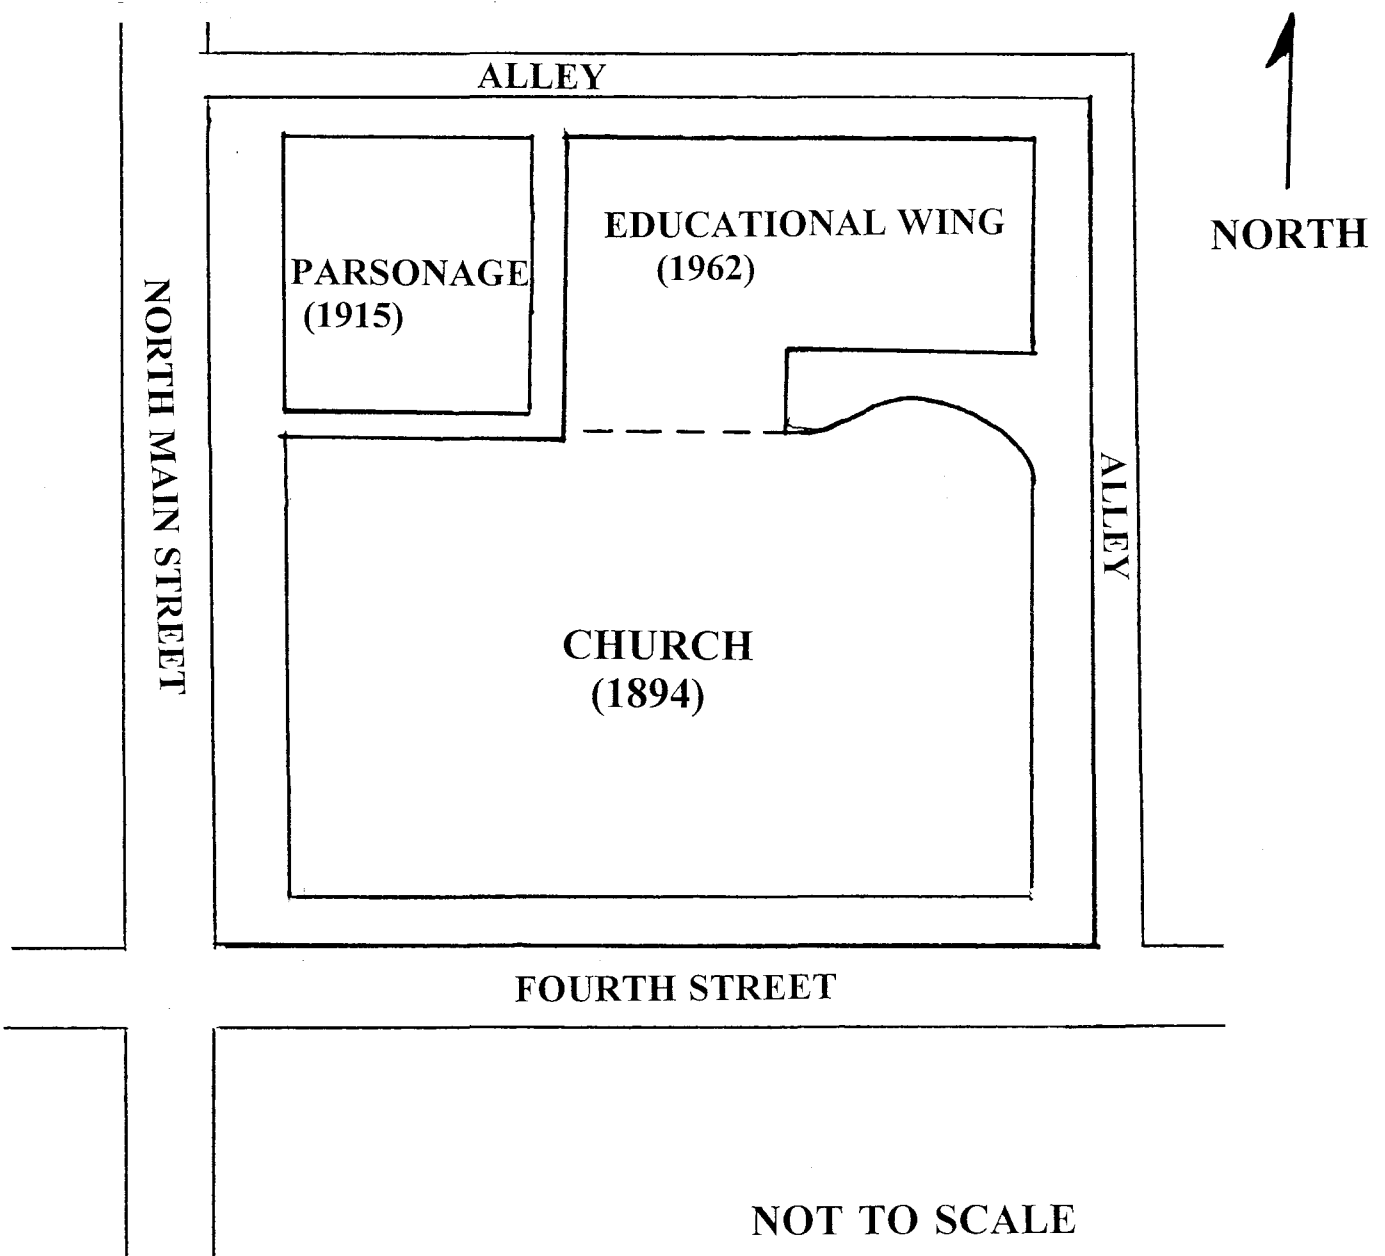 ALLEY
EDUCATIONAL WING
(1962)
NORTH
PARSONAGE
(1915)
NORTH MAIN STREET
ALLEY
CHURCH
(1894)
FOURTH STREET
NOT TO SCALE